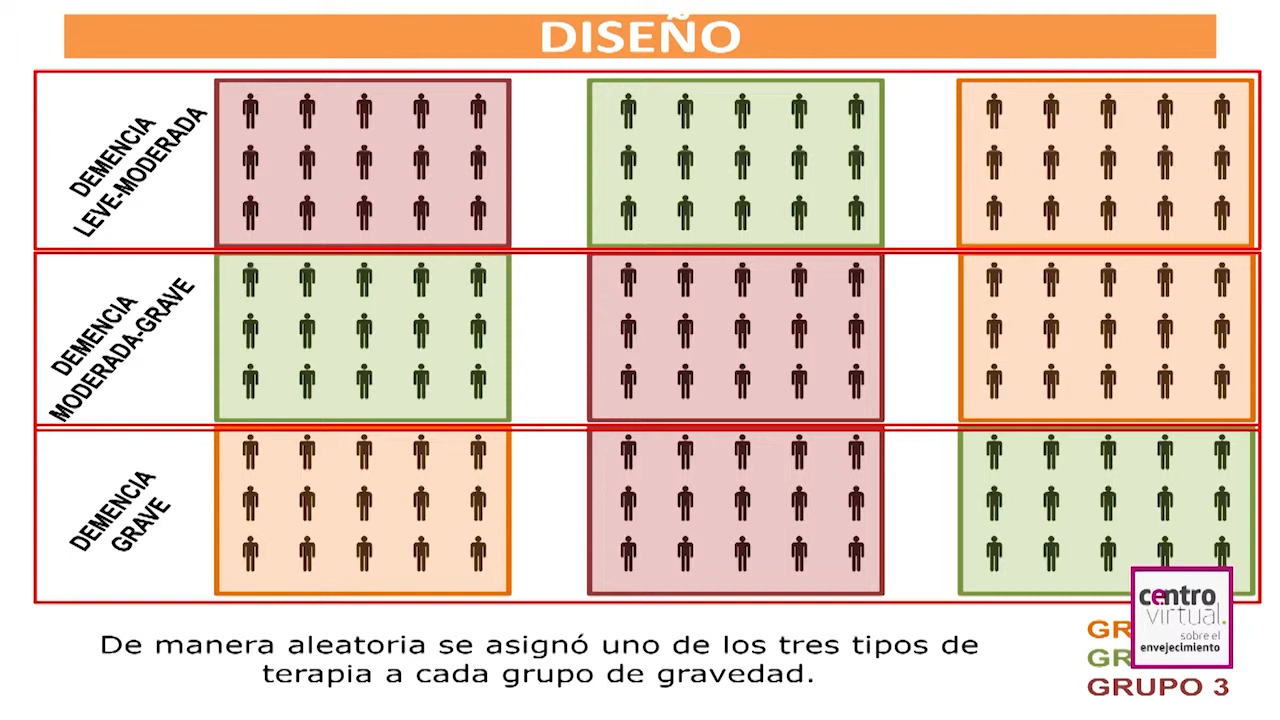 DISEÑO
DEMENCIA
LEVE-MODERADA
DEMENCIA
MODERADA-GRAVE
DEMENCIA
GRAVE
De manera aleatoria se asignó uno de los tres tipos de
terapia a cada grupo de gravedad.
GRUPO 3
centro
virtual.
sobre el
envejecimiento